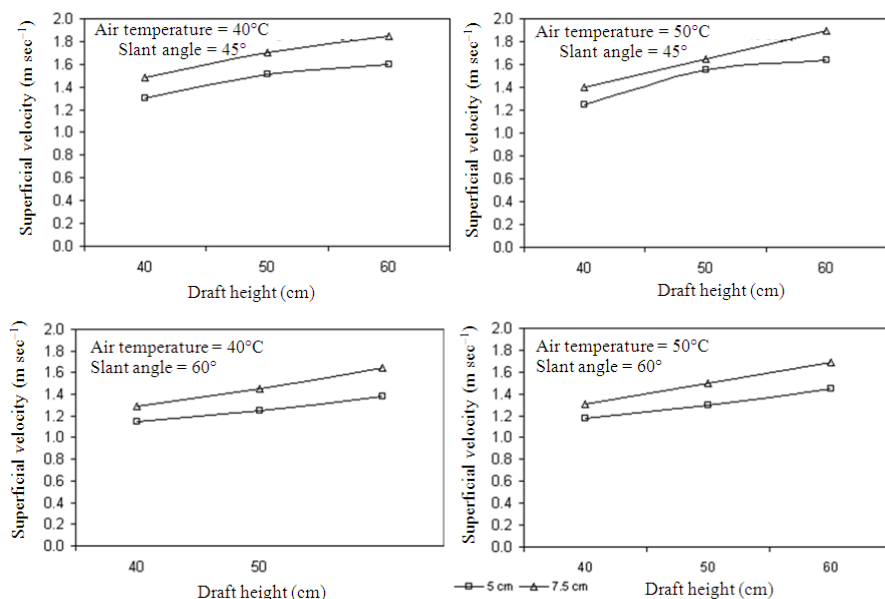 Air temperature = 40°C
Slant angle = 45°
Superficial velocity (m sec⁻¹)
2.0
1.8
1.6
1.4
1.2
1.0
0.8
0.6
0.4
0.2
0.0
40 50 60
Draft height (cm)
Air temperature = 50°C
Slant angle = 45°
Superficial velocity (m sec⁻¹)
2.0
1.8
1.6
1.4
1.2
1.0
0.8
0.6
0.4
0.2
0.0
40 50 60
Draft height (cm)
Air temperature = 40°C
Slant angle = 60°
Superficial velocity (m sec⁻¹)
2.0
1.8
1.6
1.4
1.2
1.0
0.8
0.6
0.4
0.2
0.0
40 50
Draft height (cm)
Air temperature = 50°C
Slant angle = 60°
Superficial velocity (m sec⁻¹)
2.0
1.8
1.6
1.4
1.2
1.0
0.8
0.6
0.4
0.2
0.0
40 50 60
5 cm 7.5 cm
Draft height (cm)